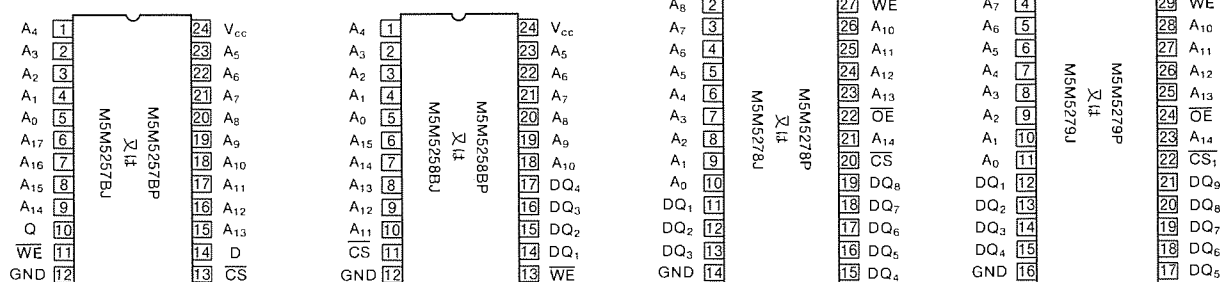 A₄ 1 24 Vcc
A₃ 2 23 A₅
A₂ 3 22 A₆
A₁ 4 21 A₇
A₀ 5 20 A₈
A₁₇ 6 19 A₉
A₁₆ 7 18 A₁₀
A₁₅ 8 17 A₁₁
A₁₄ 9 16 A₁₂
Q 10 15 A₁₃
WE 11 14 D
GND 12 13 CS
M5M5257BP
又は
M5M5257BJ
A₄ 1 24 Vcc
A₃ 2 23 A₅
A₂ 3 22 A₆
A₁ 4 21 A₇
A₀ 5 20 A₈
A₁₅ 6 19 A₉
A₁₄ 7 18 A₁₀
A₁₃ 8 17 DQ₄
A₁₂ 9 16 DQ₃
A₁₁ 10 15 DQ₂
CS 11 14 DQ₁
GND 12 13 WE
M5M5258BP
又は
M5M5258BJ
A₈ 2 27 WE
A₇ 3 26 A₁₀
A₆ 4 25 A₁₁
A₅ 5 24 A₁₂
A₄ 6 23 A₁₃
A₃ 7 22 OE
A₂ 8 21 A₁₄
A₁ 9 20 CS
A₀ 10 19 DQ₈
DQ₁ 11 18 DQ₇
DQ₂ 12 17 DQ₆
DQ₃ 13 16 DQ₅
GND 14 15 DQ₄
M5M5278P
又は
M5M5278J
A₇ 4 29 WE
A₆ 5 28 A₁₀
A₅ 6 27 A₁₁
A₄ 7 26 A₁₂
A₃ 8 25 A₁₃
A₂ 9 24 OE
A₁ 10 23 A₁₄
A₀ 11 22 CS₁
DQ₁ 12 21 DQ₉
DQ₂ 13 20 DQ₈
DQ₃ 14 19 DQ₇
DQ₄ 15 18 DQ₆
GND 16 17 DQ₅
M5M5279P
又は
M5M5279J